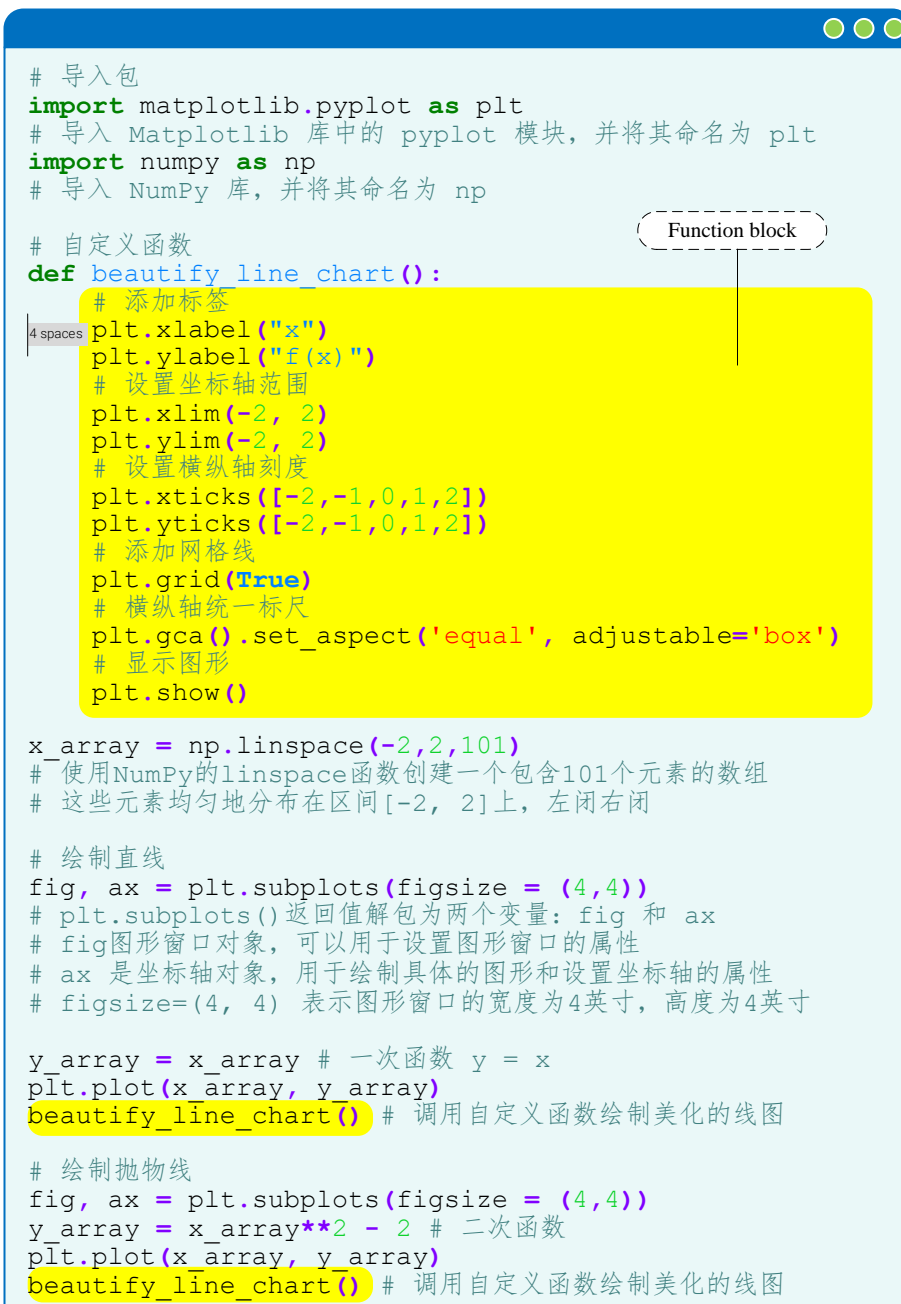 # 导入包
import matplotlib.pyplot as plt
# 导入 Matplotlib 库中的 pyplot 模块，并将其命名为 plt
import numpy as np
# 导入 NumPy 库，并将其命名为 np
Function block
# 自定义函数
def beautify_line_chart():
# 添加标签
4 spaces
plt.xlabel("x")
plt.ylabel("f(x)")
# 设置坐标轴范围
plt.xlim(-2, 2)
plt.ylim(-2, 2)
# 设置横纵轴刻度
plt.xticks([-2,-1,0,1,2])
plt.yticks([-2,-1,0,1,2])
# 添加网格线
plt.grid(True)
# 横纵轴统一标尺
plt.gca().set_aspect('equal', adjustable='box')
# 显示图形
plt.show()
x_array = np.linspace(-2,2,101)
# 使用NumPy的linspace函数创建一个包含101个元素的数组
# 这些元素均匀地分布在区间[-2, 2]上，左闭右闭
# 绘制直线
fig, ax = plt.subplots(figsize = (4,4))
# plt.subplots()返回值解包为两个变量：fig 和 ax
# fig图形窗口对象，可以用于设置图形窗口的属性
# ax 是坐标轴对象，用于绘制具体的图形和设置坐标轴的属性
# figsize=(4, 4) 表示图形窗口的宽度为4英寸，高度为4英寸
y_array = x_array # 一次函数 y = x
plt.plot(x_array, y_array)
beautify_line_chart() # 调用自定义函数绘制美化的线图
# 绘制抛物线
fig, ax = plt.subplots(figsize = (4,4))
y_array = x_array**2 - 2 # 二次函数
plt.plot(x_array, y_array)
beautify_line_chart() # 调用自定义函数绘制美化的线图